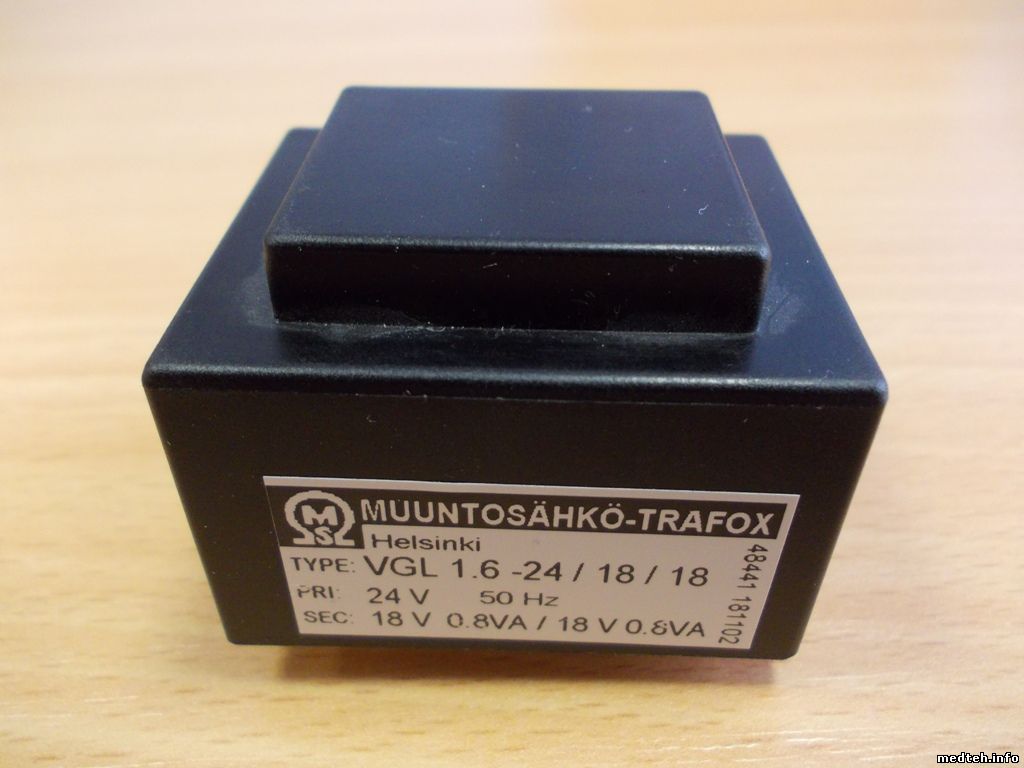 MS
MUUNTOSÄHKÖ-TRAFOX
Helsinki
TYPE: VGL 1.6 -24 / 18 / 18
PRI: 24 V 50 Hz
SEC: 18 V 0.8VA / 18 V 0.8VA
48441 181102
medteh.info